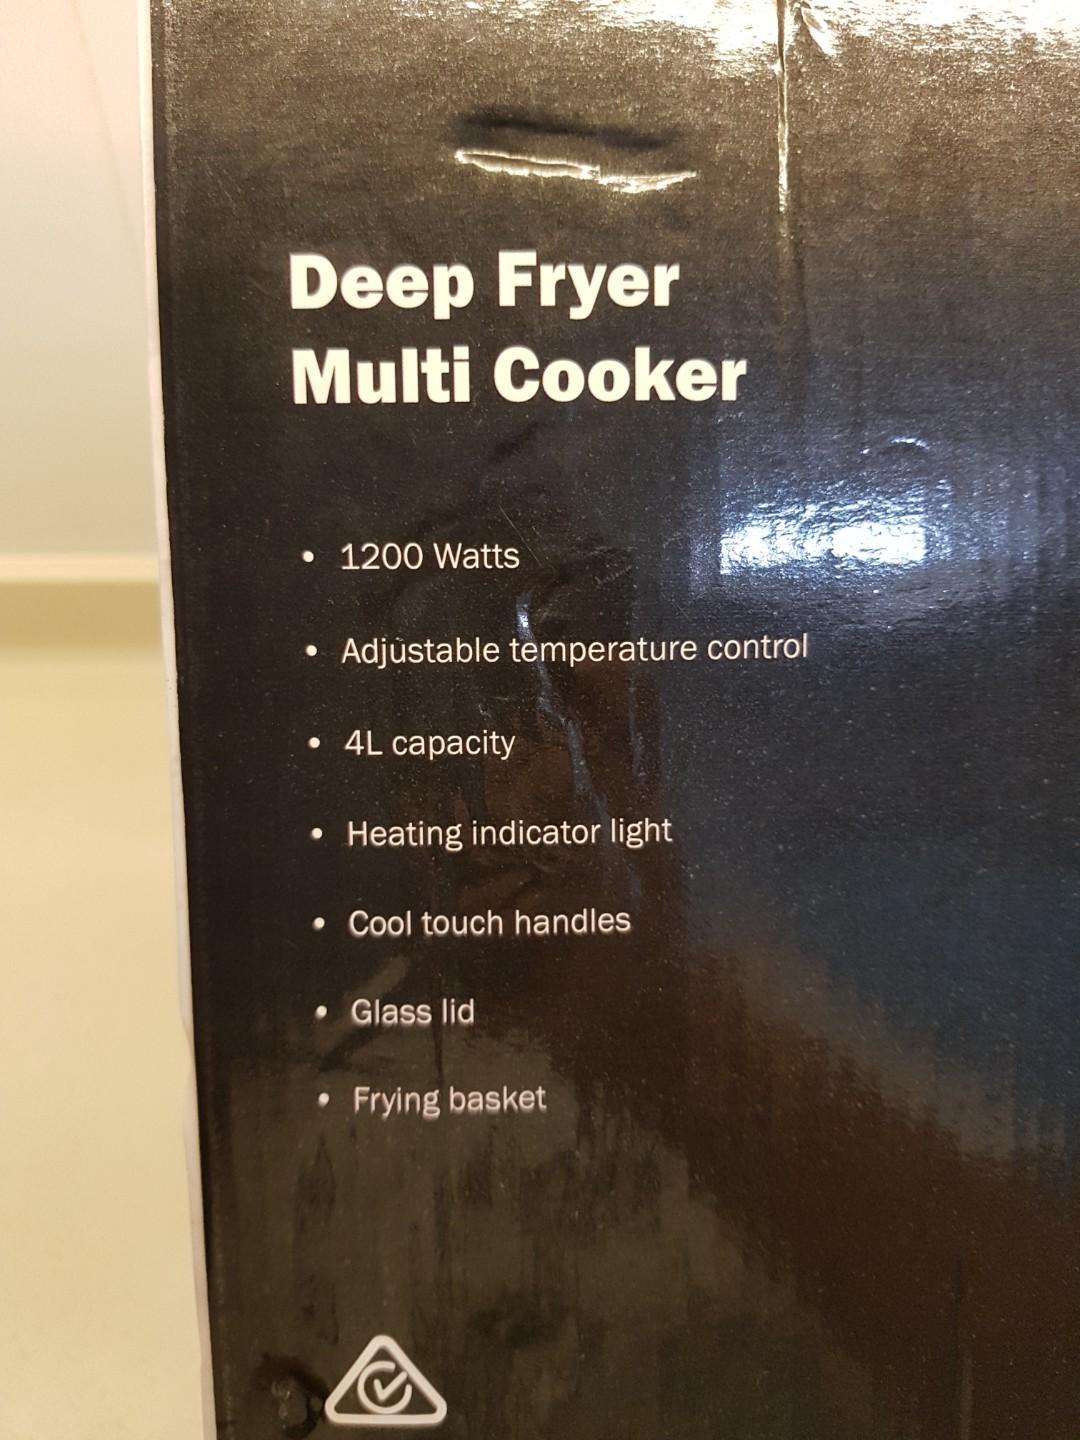 Deep Fryer
Multi Cooker
• 1200 Watts
• Adjustable temperature control
• 4L capacity
• Heating indicator light
• Cool touch handles
• Glass lid
• Frying basket